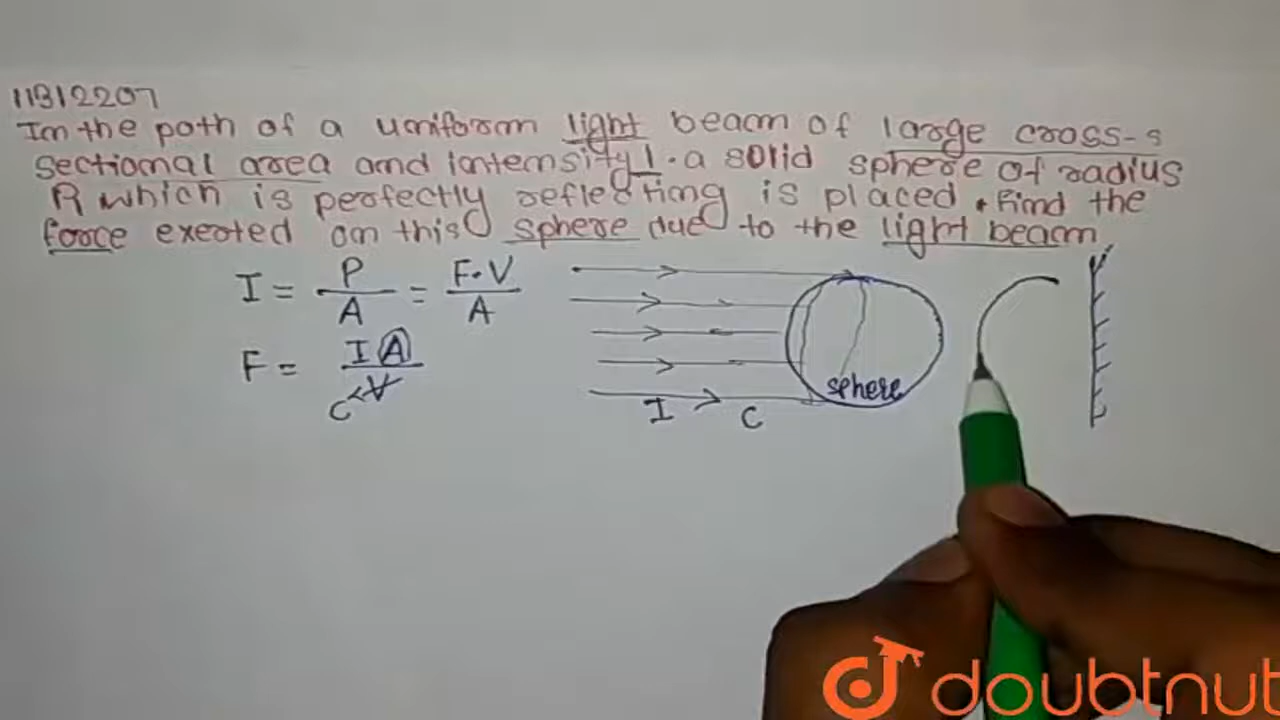 11312207
In the path of a uniform light beam of large cross-s
sectional area and intensity I. a solid sphere of radius
R which is perfectly reflecting is placed. Find the
force exerted on this sphere due to the light beam
I = P/A = F·V/A
F = IA/V
C
sphere
I C
doubtnut